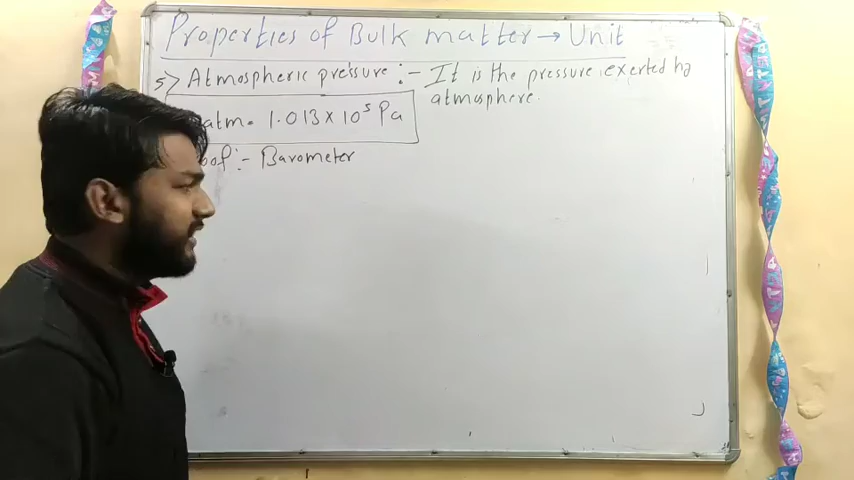 Properties of Bulk matter → Unit
5> Atmospheric pressure :- It is the pressure exerted by
atmosphere.
atm = 1.013 x 10⁵ Pa
oof :- Barometer